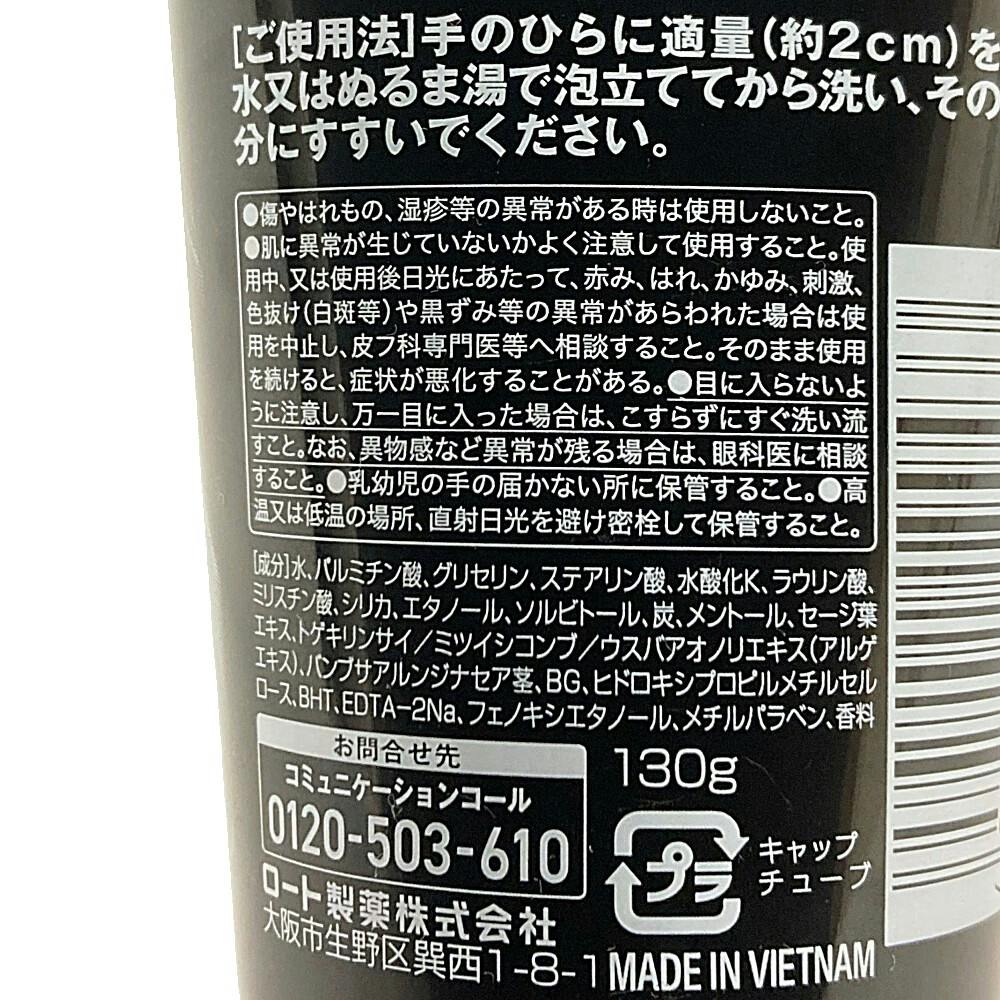 [ご使用法]手のひらに適量(約2cm)を
水又はぬるま湯で泡立ててから洗い、その
分にすすいでください。
●傷やはれもの、湿疹等の異常がある時は使用しないこと。
●肌に異常が生じていないかよく注意して使用すること。使
用中、又は使用後日光にあたって、赤み、はれ、かゆみ、刺激、
色抜け(白斑等)や黒ずみ等の異常があらわれた場合は使
用を中止し、皮フ科専門医等へ相談すること。そのまま使用
を続けると、症状が悪化することがある。●目に入らないよ
うに注意し、万一目に入った場合は、こすらずにすぐ洗い流
すこと。なお、異物感など異常が残る場合は、眼科医に相談
すること。●乳幼児の手の届かない所に保管すること。●高
温又は低温の場所、直射日光を避け密栓して保管すること。
[成分]水、パルミチン酸、グリセリン、ステアリン酸、水酸化K、ラウリン酸、
ミリスチン酸、シリカ、エタノール、ソルビトール、炭、メントール、セージ葉
エキス、トゲキリンサイ/ミツイシコンブ/ウスバアオノリエキス(アルゲ
エキス)、バンブサアルンジナセア茎、BG、ヒドロキシプロピルメチルセル
ロース、BHT、EDTA-2Na、フェノキシエタノール、メチルパラベン、香料
お問合せ先
コミュニケーションコール
0120-503-610
ロート製薬株式会社
大阪市生野区巽西1-8-1
130g
プラ
キャップ
チューブ
MADE IN VIETNAM